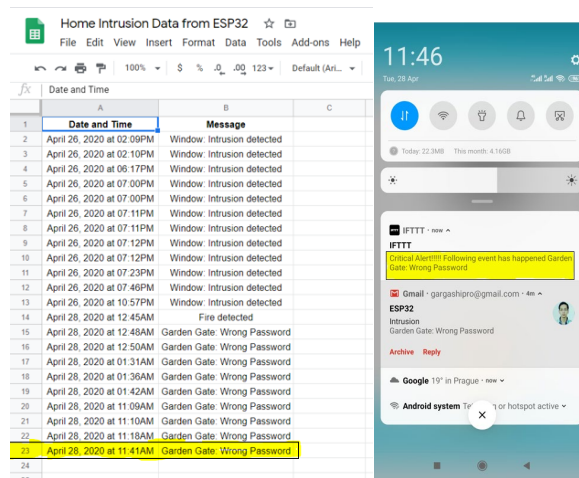 Home Intrusion Data from ESP32
File Edit View Insert Format Data Tools Add-ons Help
100% $ % .0 .00 123 Default (Ari...
fx Date and Time
A B C
1 Date and Time Message
2 April 26, 2020 at 02:09PM Window: Intrusion detected
3 April 26, 2020 at 02:10PM Window: Intrusion detected
4 April 26, 2020 at 06:17PM Window: Intrusion detected
5 April 26, 2020 at 07:00PM Window: Intrusion detected
6 April 26, 2020 at 07:00PM Window: Intrusion detected
7 April 26, 2020 at 07:11PM Window: Intrusion detected
8 April 26, 2020 at 07:11PM Window: Intrusion detected
9 April 26, 2020 at 07:12PM Window: Intrusion detected
10 April 26, 2020 at 07:12PM Window: Intrusion detected
11 April 26, 2020 at 07:23PM Window: Intrusion detected
12 April 26, 2020 at 07:46PM Window: Intrusion detected
13 April 26, 2020 at 10:57PM Window: Intrusion detected
14 April 28, 2020 at 12:45AM Fire detected
15 April 28, 2020 at 12:48AM Garden Gate: Wrong Password
16 April 28, 2020 at 12:50AM Garden Gate: Wrong Password
17 April 28, 2020 at 01:31AM Garden Gate: Wrong Password
18 April 28, 2020 at 01:36AM Garden Gate: Wrong Password
19 April 28, 2020 at 01:42AM Garden Gate: Wrong Password
20 April 28, 2020 at 11:09AM Garden Gate: Wrong Password
21 April 28, 2020 at 11:10AM Garden Gate: Wrong Password
22 April 28, 2020 at 11:18AM Garden Gate: Wrong Password
23 April 28, 2020 at 11:41AM Garden Gate: Wrong Password
24
11:46
Tue, 28 Apr
Today: 22.3MB This month: 4.16GB
IFTTT · now
IFTTT
Critical Alert!!!!! Following event has happened Garden
Gate: Wrong Password
Gmail · gargashipro@gmail.com · 4m
ESP32
Intrusion
Garden Gate: Wrong Password
Archive Reply
Google 19° in Prague · now
Android system or hotspot active